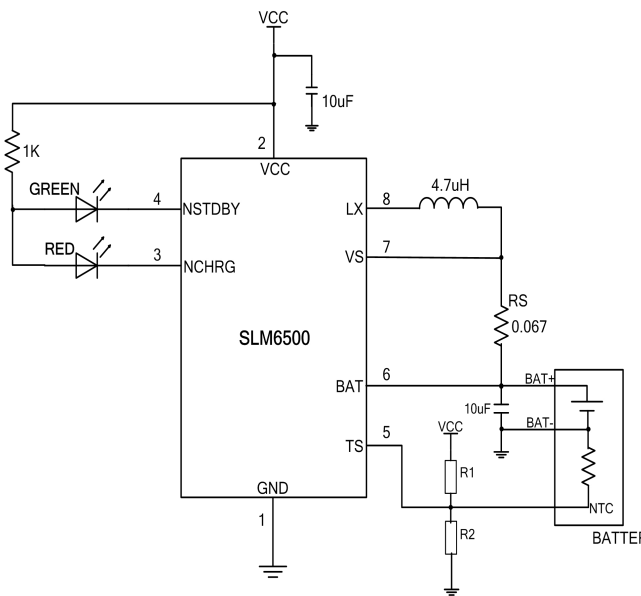 VCC
10uF
2
VCC
1K
GREEN
4
NSTDBY
RED
3
NCHRG
SLM6500
LX
8
4.7uH
VS
7
RS
0.067
BAT
6
BAT+
10uF
BAT-
TS
5
VCC
R1
R2
NTC
GND
1